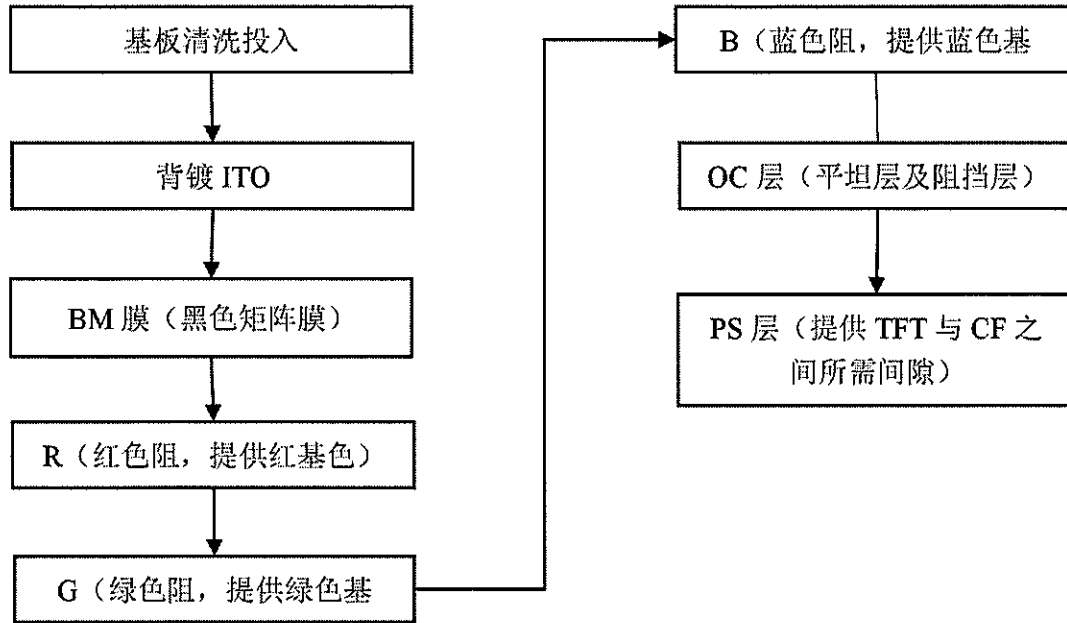 基板清洗投入
背镀 ITO
BM 膜（黑色矩阵膜）
R（红色阻，提供红基色）
G（绿色阻，提供绿色基
B（蓝色阻，提供蓝色基
OC 层（平坦层及阻挡层）
PS 层（提供 TFT 与 CF 之
间所需间隙）